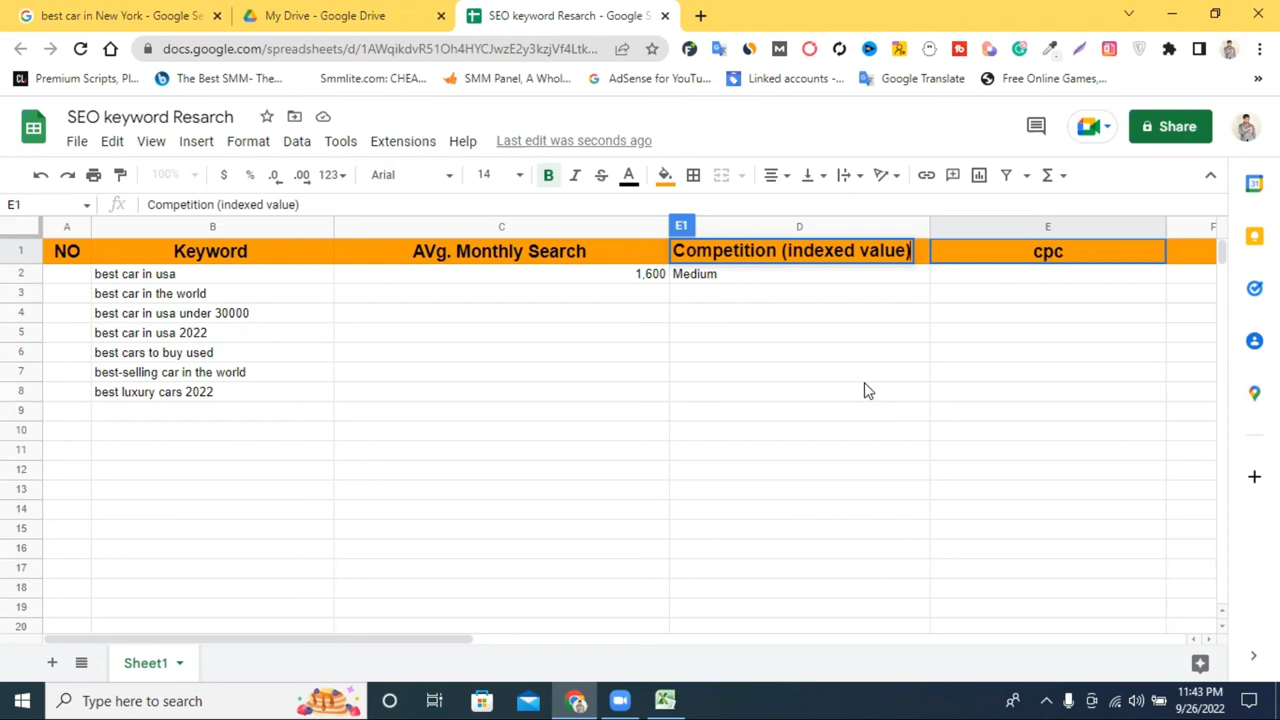 best car in New York - Google Se
My Drive - Google Drive
SEO keyword Resarch - Google S
docs.google.com/spreadsheets/d/1AWqikdvR51Oh4HYCJwzE2y3kzjVf4Ltk...
Premium Scripts, Pl...
The Best SMM- The...
Smmlite.com: CHEA...
SMM Panel, A Whol...
AdSense for YouTu...
Linked accounts -...
Google Translate
Free Online Games,...
SEO keyword Resarch
File Edit View Insert Format Data Tools Extensions Help Last edit was seconds ago
Share
100% $ % .0 .00 123 Arial 14 B I S A
E1 fx Competition (indexed value)
A B C E1 D E F
1 NO Keyword AVg. Monthly Search Competition (indexed value) cpc
2 best car in usa 1,600 Medium
3 best car in the world
4 best car in usa under 30000
5 best car in usa 2022
6 best cars to buy used
7 best-selling car in the world
8 best luxury cars 2022
9
10
11
12
13
14
15
16
17
18
19
20
Sheet1
Type here to search
11:43 PM
9/26/2022